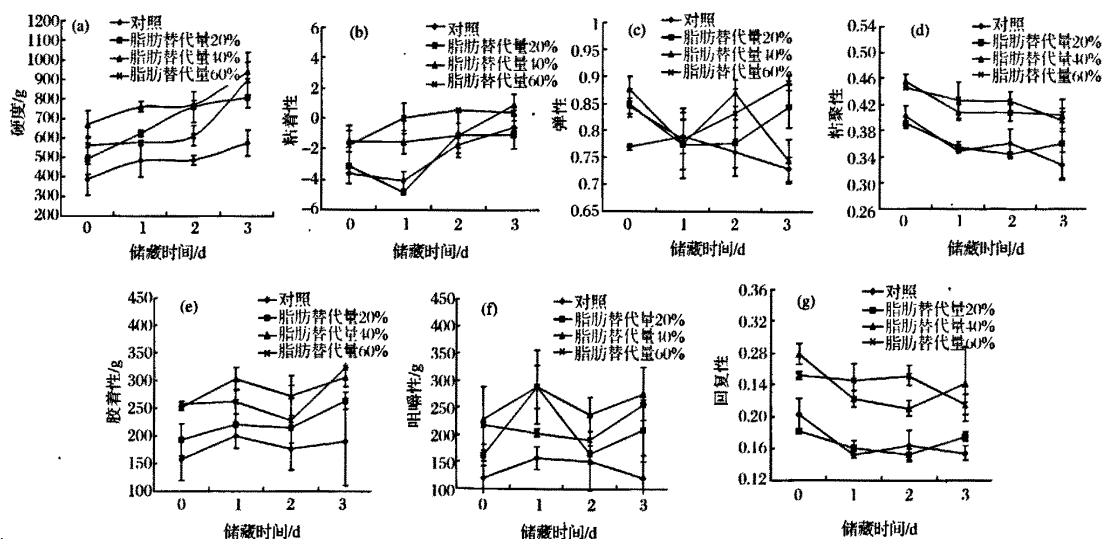 (a)
对照
脂肪替代量20%
脂肪替代量40%
脂肪替代量60%
硬度/g
1200
1100
1000
900
800
700
600
500
400
300
200
0 1 2 3
储藏时间/d
(b)
对照
脂肪替代量20%
脂肪替代量40%
脂肪替代量60%
粘着性
6
4
2
0
-2
-4
-6
0 1 2 3
储藏时间/d
(c)
对照
脂肪替代量20%
脂肪替代量40%
脂肪替代量60%
弹性
1
0.95
0.9
0.85
0.8
0.75
0.7
0.65
0 1 2 3
储藏时间/d
(d)
对照
脂肪替代量20%
脂肪替代量40%
脂肪替代量60%
粘聚性
0.56
0.52
0.46
0.42
0.38
0.34
0.30
0.26
0 1 2 3
储藏时间/d
(e)
对照
脂肪替代量20%
脂肪替代量40%
脂肪替代量60%
胶着性/g
450
400
350
300
250
200
150
100
0 1 2 3
储藏时间/d
(f)
对照
脂肪替代量20%
脂肪替代量40%
脂肪替代量60%
咀嚼性/g
450
400
350
300
250
200
150
100
0 1 2 3
储藏时间/d
(g)
对照
脂肪替代量20%
脂肪替代量40%
脂肪替代量60%
回复性
0.36
0.32
0.28
0.24
0.20
0.16
0.12
0 1 2 3
储藏时间/d